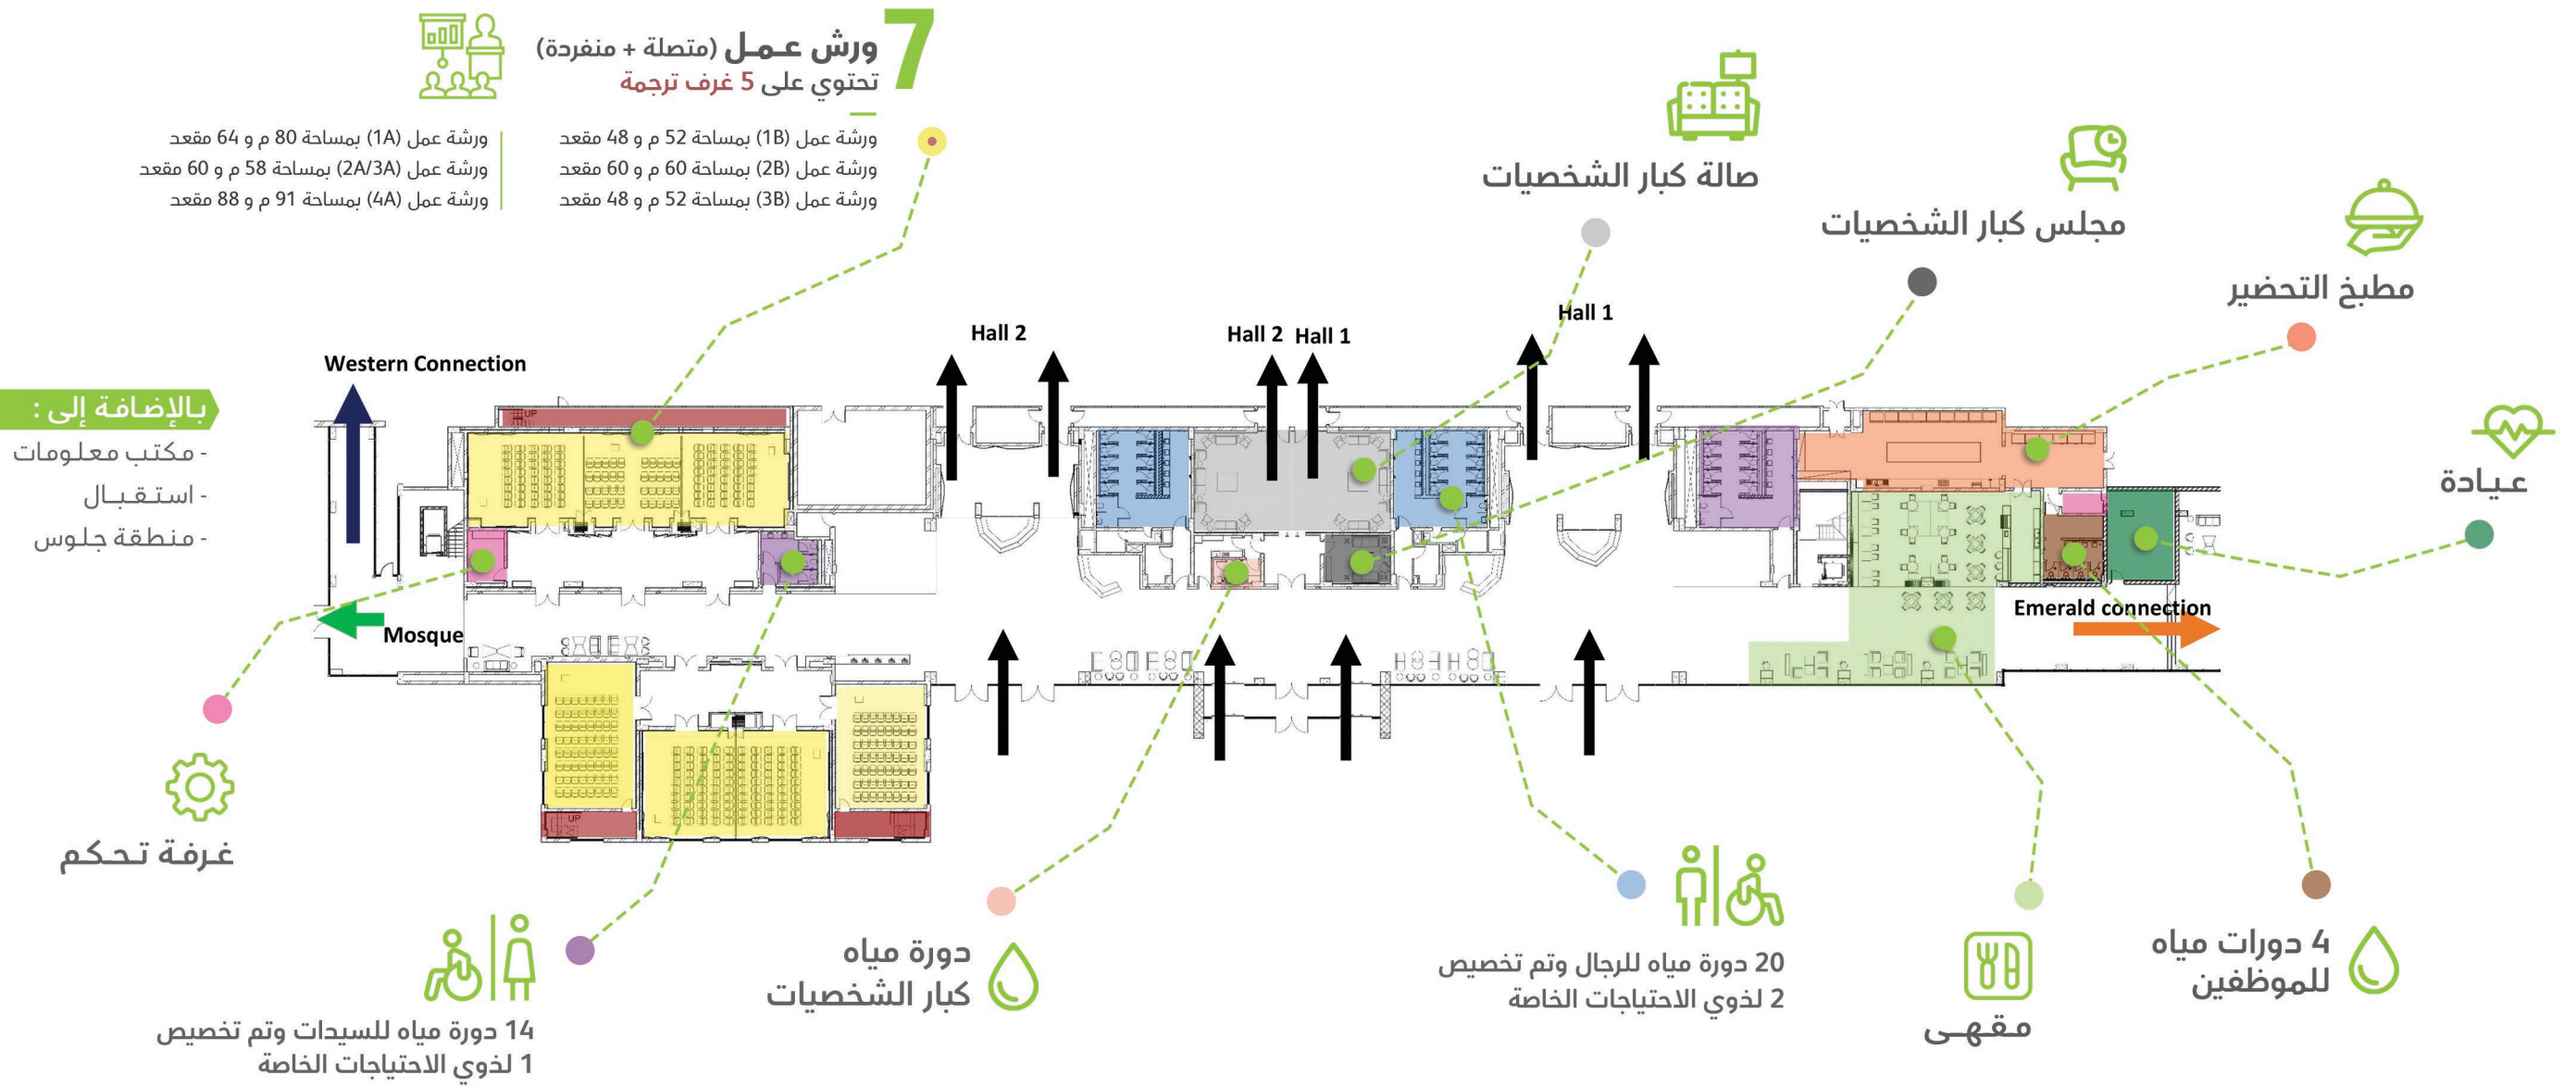 7
ورش عمل (متصلة + منفردة)
تحتوي على 5 غرف ترجمة
ورشة عمل (1B) بمساحة 52 م و 48 مقعد
ورشة عمل (2B) بمساحة 60 م و 60 مقعد
ورشة عمل (3B) بمساحة 52 م و 48 مقعد
ورشة عمل (1A) بمساحة 80 م و 64 مقعد
ورشة عمل (2A/3A) بمساحة 58 م و 60 مقعد
ورشة عمل (4A) بمساحة 91 م و 88 مقعد
صالة كبار الشخصيات
مجلس كبار الشخصيات
مطبخ التحضير
عيادة
Hall 1
Hall 2
Hall 2
Hall 1
Western Connection
بالإضافة إلى :
- مكتب معلومات
- استقبال
- منطقة جلوس
UP
Mosque
Emerald connection
UP
غرفة تحكم
14 دورة مياه للسيدات وتم تخصيص
1 لذوي الاحتياجات الخاصة
دورة مياه
كبار الشخصيات
20 دورة مياه للرجال وتم تخصيص
2 لذوي الاحتياجات الخاصة
مقهى
4 دورات مياه
للموظفين